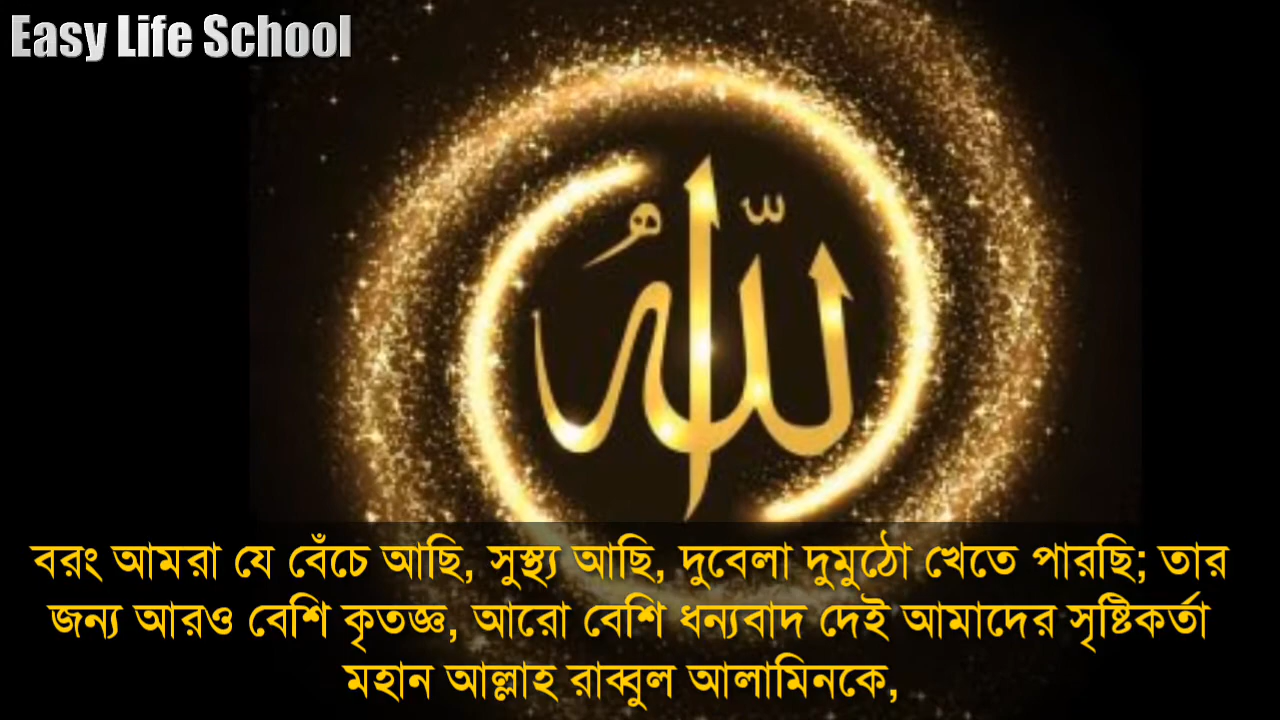 Easy Life School
اللّٰهُ
বরং আমরা যে বেঁচে আছি, সুস্থ্য আছি, দুবেলা দুমুঠো খেতে পারছি; তার
জন্য আরও বেশি কৃতজ্ঞ, আরো বেশি ধন্যবাদ দেই আমাদের সৃষ্টিকর্তা
মহান আল্লাহ রাব্বুল আলামিনকে,